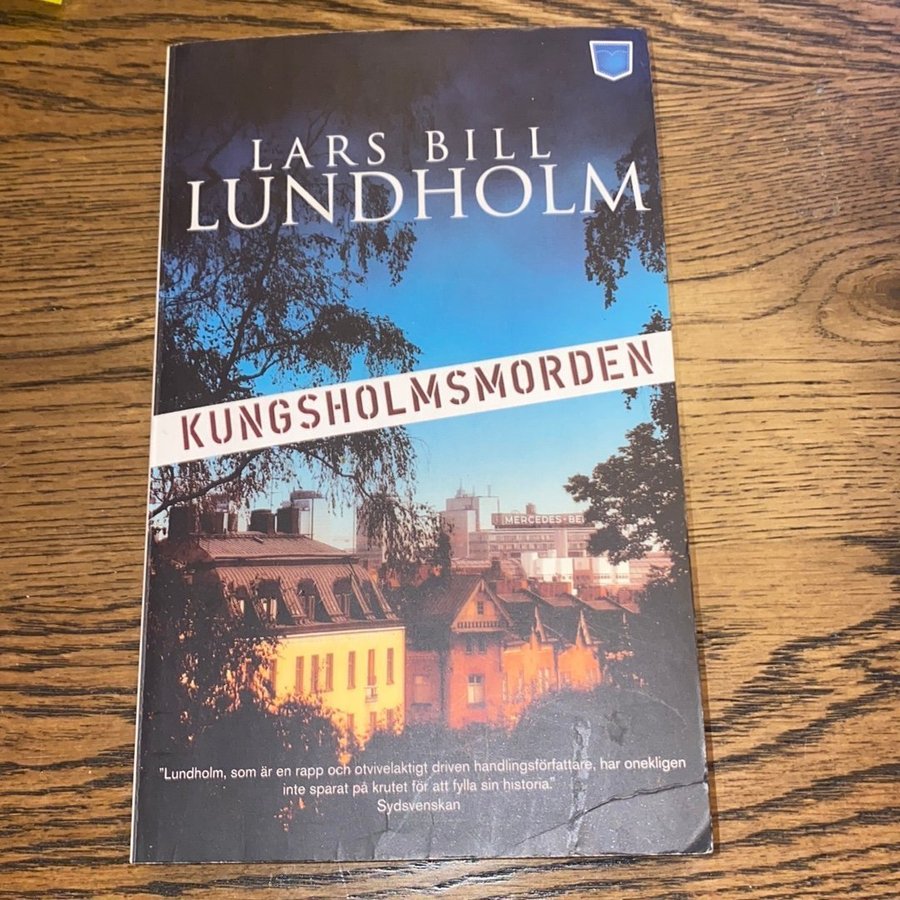 LARS BILL
LUNDHOLM
KUNGSHOLMSMORDEN
MERCEDES-BE
"Lundholm, som är en rapp och otvivelaktigt driven handlingsförfattare, har onekligen
inte sparat på krutet för att fylla sin historia."
Sydsvenskan